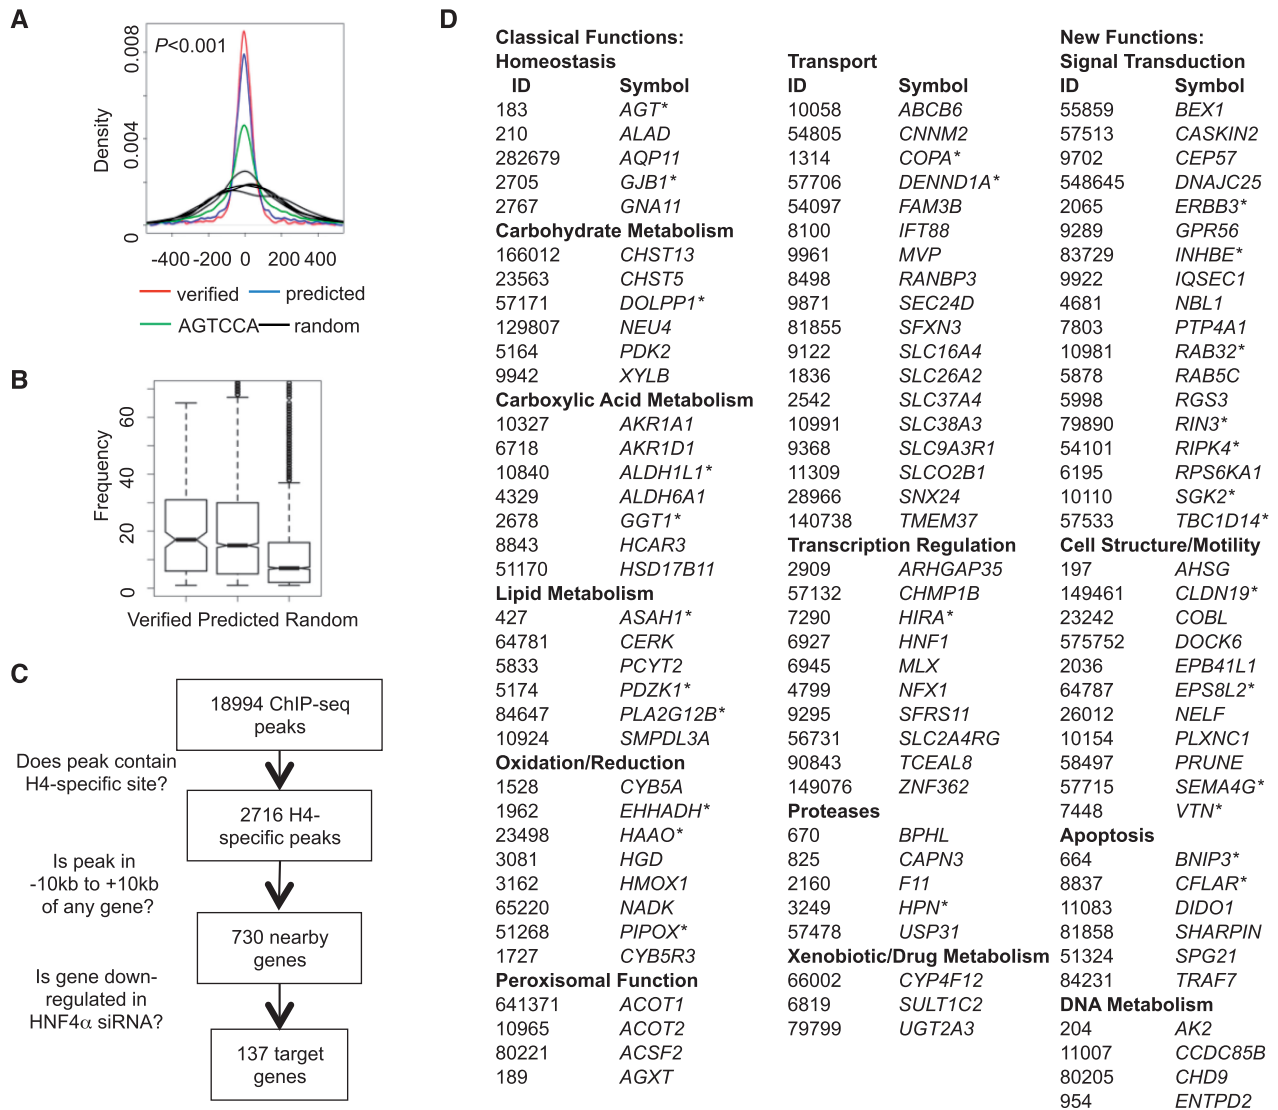 A
P<0.001
Density
0.008
0.004
0
-400 -200 0 200 400
verified
predicted
AGTCCA
random
B
Frequency
60
40
20
0
Verified Predicted Random
C
18994 ChIP-seq
peaks
Does peak contain
H4-specific site?
2716 H4-
specific peaks
Is peak in
-10kb to +10kb
of any gene?
730 nearby
genes
Is gene down-
regulated in
HNF4α siRNA?
137 target
genes
D
Classical Functions:
Homeostasis
ID Symbol
183 AGT*
210 ALAD
282679 AQP11
2705 GJB1*
2767 GNA11
Carbohydrate Metabolism
166012 CHST13
23563 CHST5
57171 DOLPP1*
129807 NEU4
5164 PDK2
9942 XYLB
Carboxylic Acid Metabolism
10327 AKR1A1
6718 AKR1D1
10840 ALDH1L1*
4329 ALDH6A1
2678 GGT1*
8843 HCAR3
51170 HSD17B11
Lipid Metabolism
427 ASAH1*
64781 CERK
5833 PCYT2
5174 PDZK1*
84647 PLA2G12B*
10924 SMPDL3A
Oxidation/Reduction
1528 CYB5A
1962 EHHADH*
23498 HAAO*
3081 HGD
3162 HMOX1
65220 NADK
51268 PIPOX*
1727 CYB5R3
Peroxisomal Function
641371 ACOT1
10965 ACOT2
80221 ACSF2
189 AGXT
Transport
ID Symbol
10058 ABCB6
54805 CNNM2
1314 COPA*
57706 DENND1A*
54097 FAM3B
8100 IFT88
9961 MVP
8498 RANBP3
9871 SEC24D
81855 SFXN3
9122 SLC16A4
1836 SLC26A2
2542 SLC37A4
10991 SLC38A3
9368 SLC9A3R1
11309 SLCO2B1
28966 SNX24
140738 TMEM37
Transcription Regulation
2909 ARHGAP35
57132 CHMP1B
7290 HIRA*
6927 HNF1
6945 MLX
4799 NFX1
9295 SFRS11
56731 SLC2A4RG
90843 TCEAL8
149076 ZNF362
Proteases
670 BPHL
825 CAPN3
2160 F11
3249 HPN*
57478 USP31
Xenobiotic/Drug Metabolism
66002 CYP4F12
6819 SULT1C2
79799 UGT2A3
New Functions:
Signal Transduction
ID Symbol
55859 BEX1
57513 CASKIN2
9702 CEP57
548645 DNAJC25
2065 ERBB3*
9289 GPR56
83729 INHBE*
9922 IQSEC1
4681 NBL1
7803 PTP4A1
10981 RAB32*
5878 RAB5C
5998 RGS3
79890 RIN3*
54101 RIPK4*
6195 RPS6KA1
10110 SGK2*
57533 TBC1D14*
Cell Structure/Motility
197 AHSG
149461 CLDN19*
23242 COBL
575752 DOCK6
2036 EPB41L1
64787 EPS8L2*
26012 NELF
10154 PLXNC1
58497 PRUNE
57715 SEMA4G*
7448 VTN*
Apoptosis
664 BNIP3*
8837 CFLAR*
11083 DIDO1
81858 SHARPIN
51324 SPG21
84231 TRAF7
DNA Metabolism
204 AK2
11007 CCDC85B
80205 CHD9
954 ENTPD2